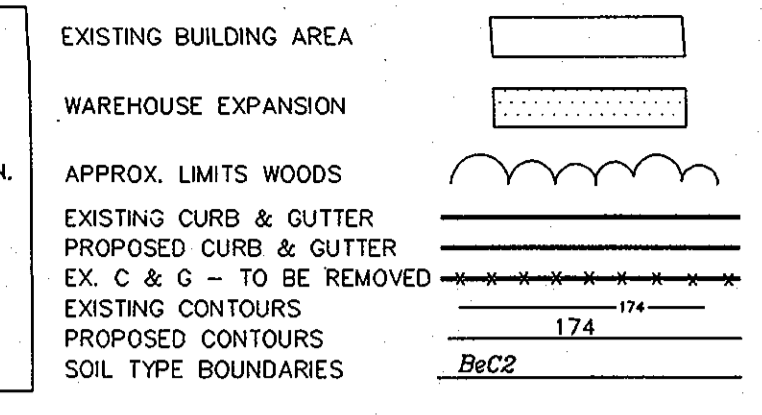 EXISTING BUILDING AREA
WAREHOUSE EXPANSION
N.
APPROX. LIMITS WOODS
EXISTING CURB & GUTTER
PROPOSED CURB & GUTTER
EX. C & G – TO BE REMOVED
EXISTING CONTOURS 174
PROPOSED CONTOURS 174
SOIL TYPE BOUNDARIES BeC2